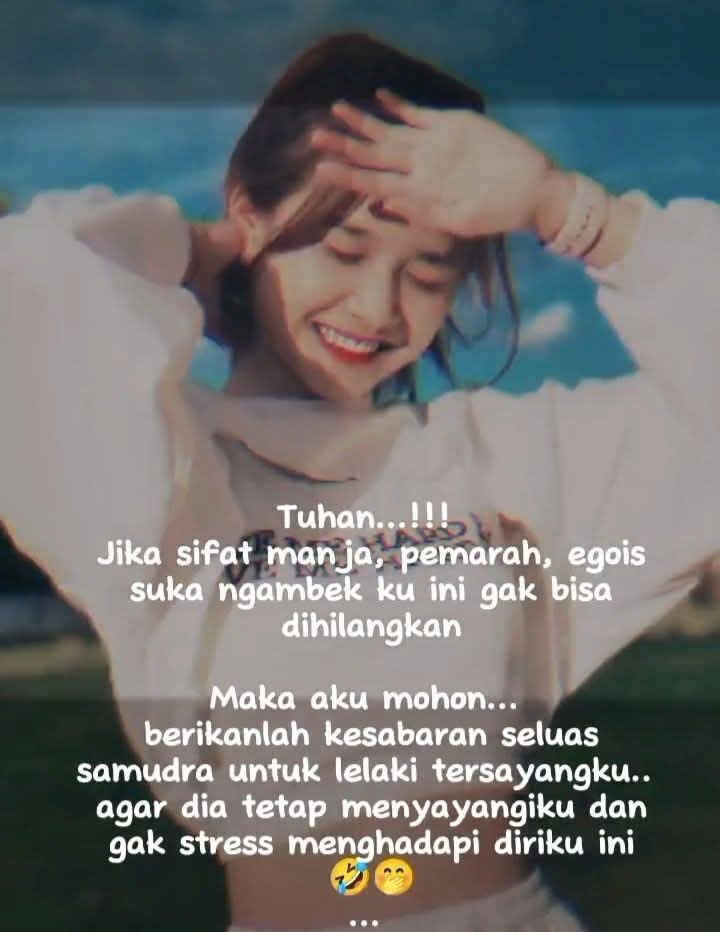 Tuhan...!!!
Jika sifat manja, pemarah, egois
suka ngambek ku ini gak bisa
dihilangkan
Maka aku mohon...
berikanlah kesabaran seluas
samudra untuk lelaki tersayangku..
agar dia tetap menyayangiku dan
gak stress menghadapi diriku ini
🤣🤭
...